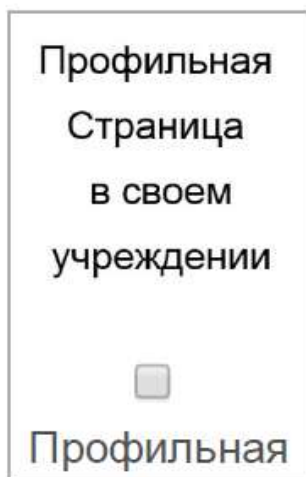 Профильная
Страница
в своем
учреждении
Профильная